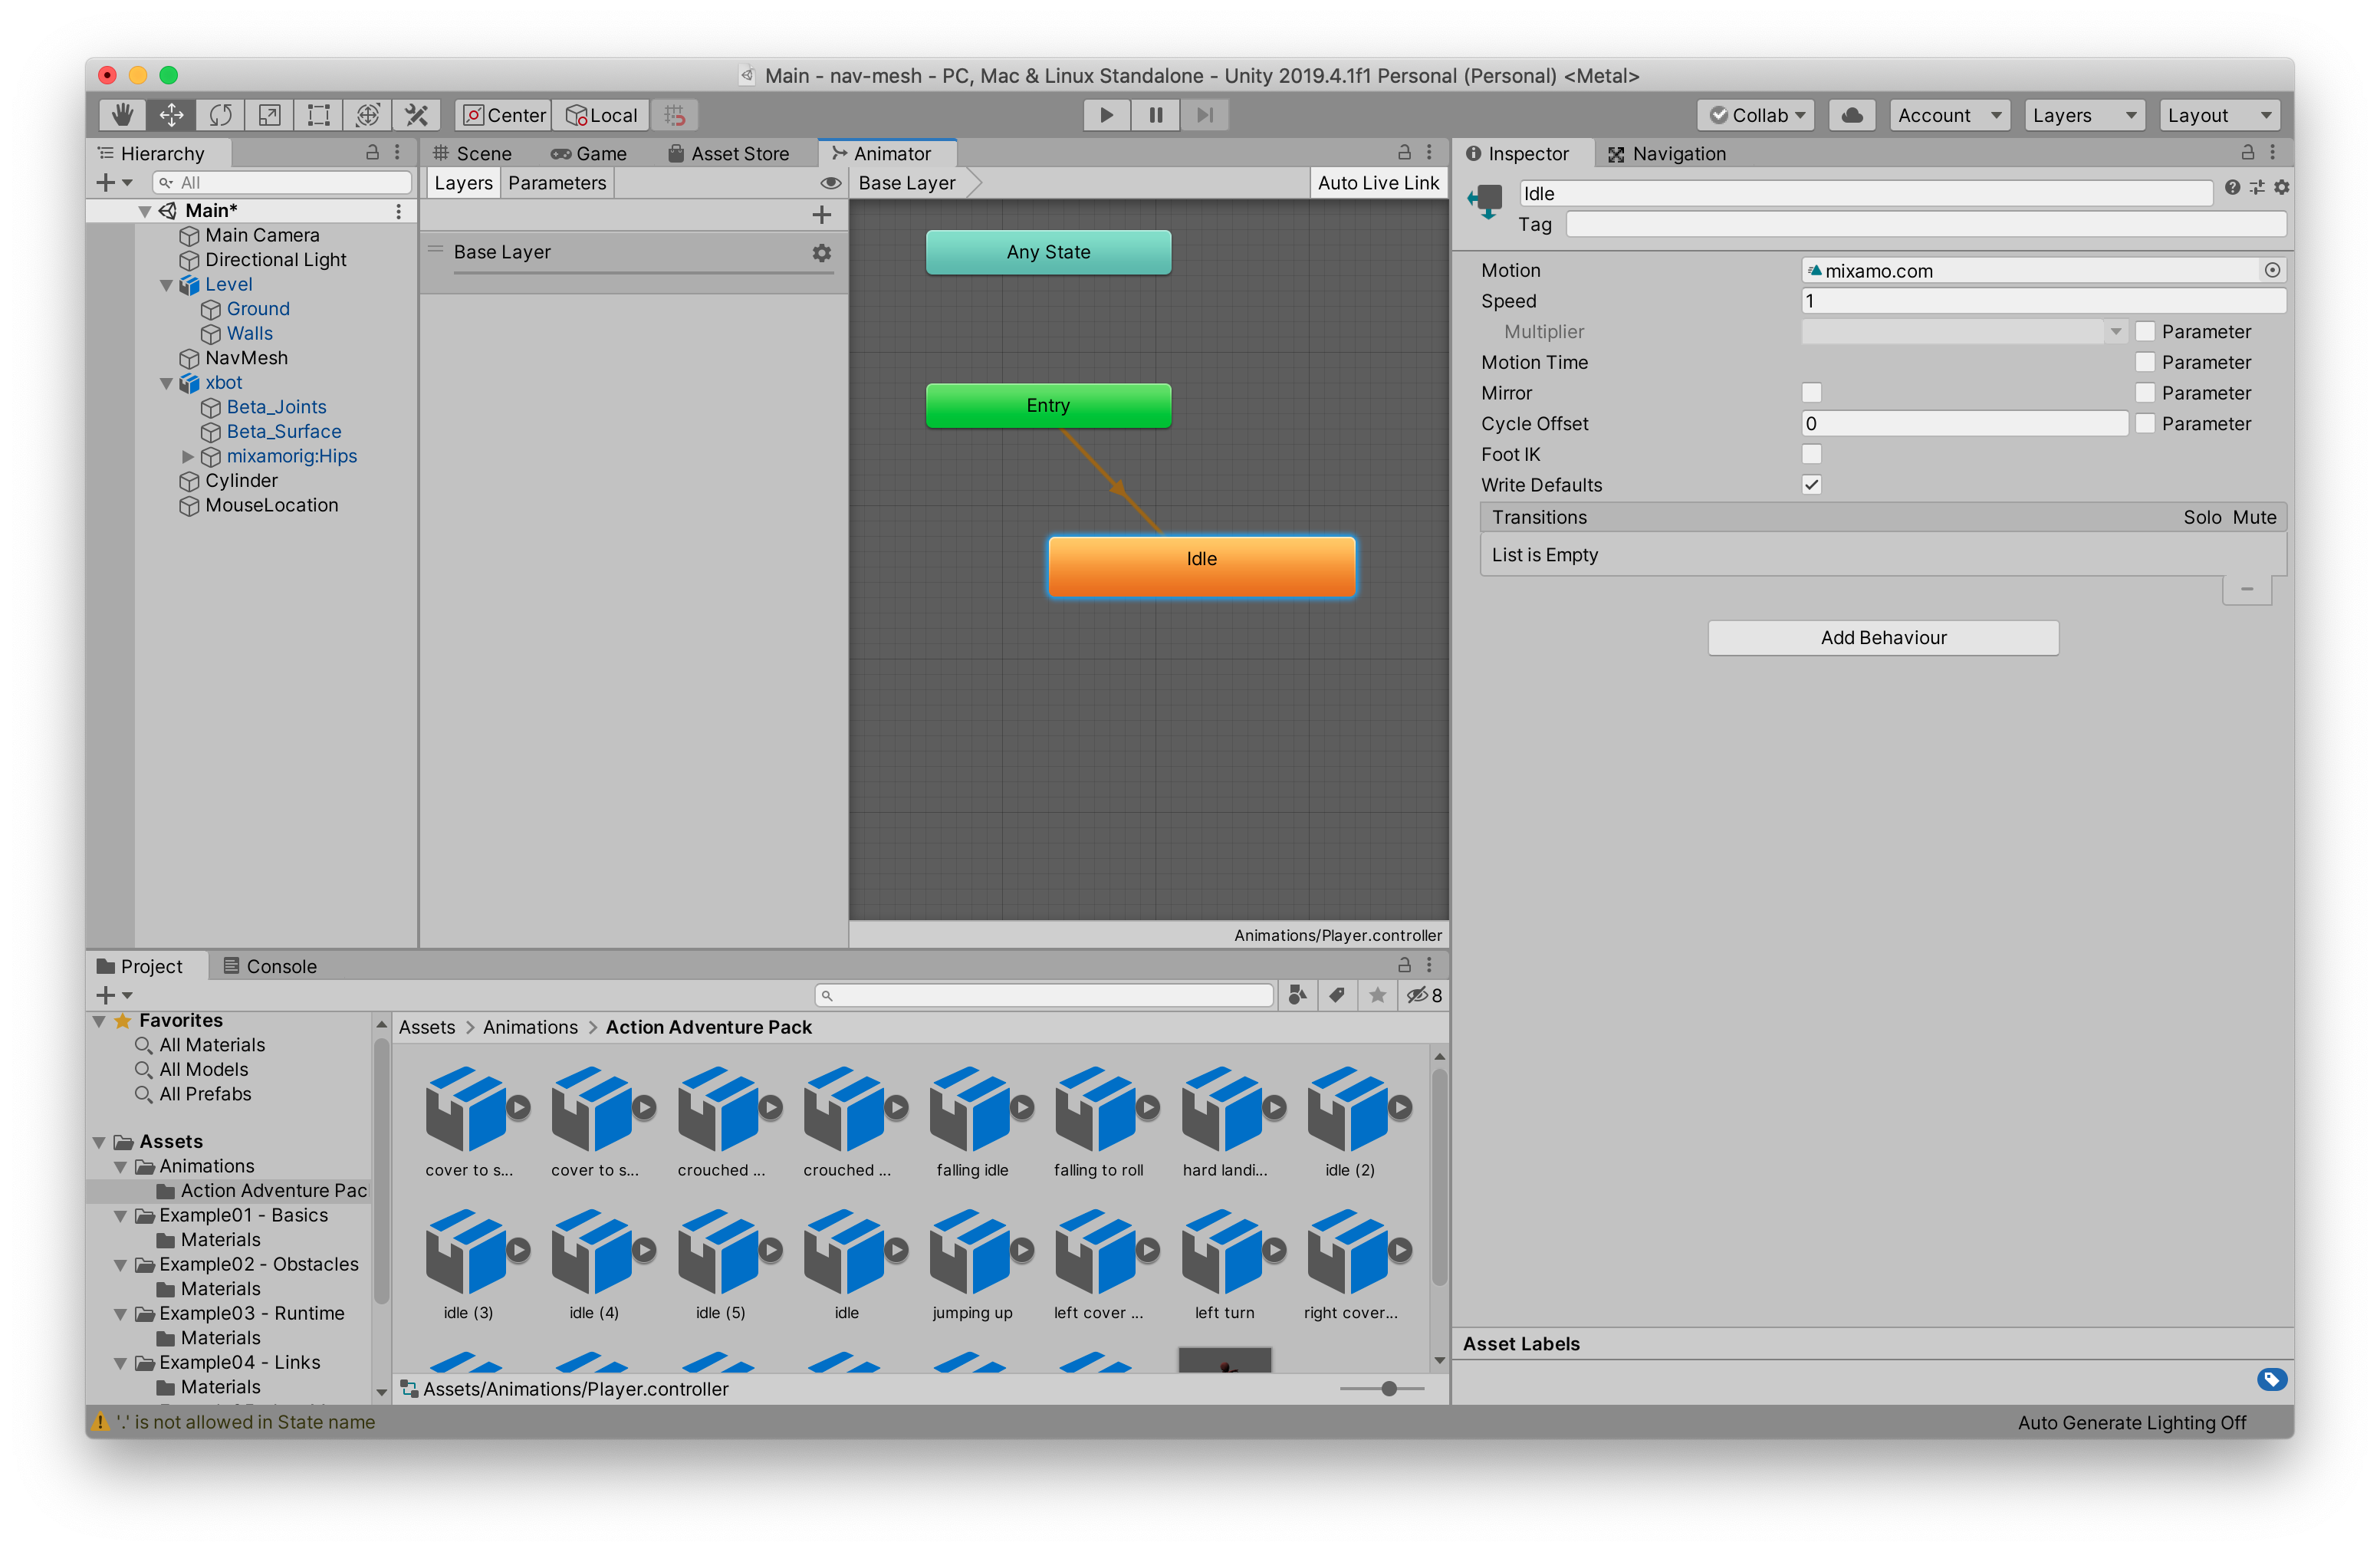 Main - nav-mesh - PC, Mac & Linux Standalone - Unity 2019.4.1f1 Personal (Personal) <Metal>
Center Local Collab Account Layers Layout
Hierarchy
All
Main*
Main Camera
Directional Light
Level
Ground
Walls
NavMesh
xbot
Beta_Joints
Beta_Surface
mixamorig:Hips
Cylinder
MouseLocation
Scene Game Asset Store Animator
Layers Parameters Base Layer Auto Live Link
Base Layer
Any State
Entry
Idle
Animations/Player.controller
Inspector Navigation
Idle
Tag
Motion mixamo.com
Speed 1
Multiplier Parameter
Motion Time Parameter
Mirror Parameter
Cycle Offset 0 Parameter
Foot IK
Write Defaults
Transitions Solo Mute
List is Empty
Add Behaviour
Asset Labels
Project Console
8
Favorites
All Materials
All Models
All Prefabs
Assets
Animations
Action Adventure Pac
Example01 - Basics
Materials
Example02 - Obstacles
Materials
Example03 - Runtime
Materials
Example04 - Links
Materials
Assets > Animations > Action Adventure Pack
cover to s... cover to s... crouched ... crouched ... falling idle falling to roll hard landi... idle (2)
idle (3) idle (4) idle (5) idle jumping up left cover ... left turn right cover...
Assets/Animations/Player.controller
'.' is not allowed in State name
Auto Generate Lighting Off